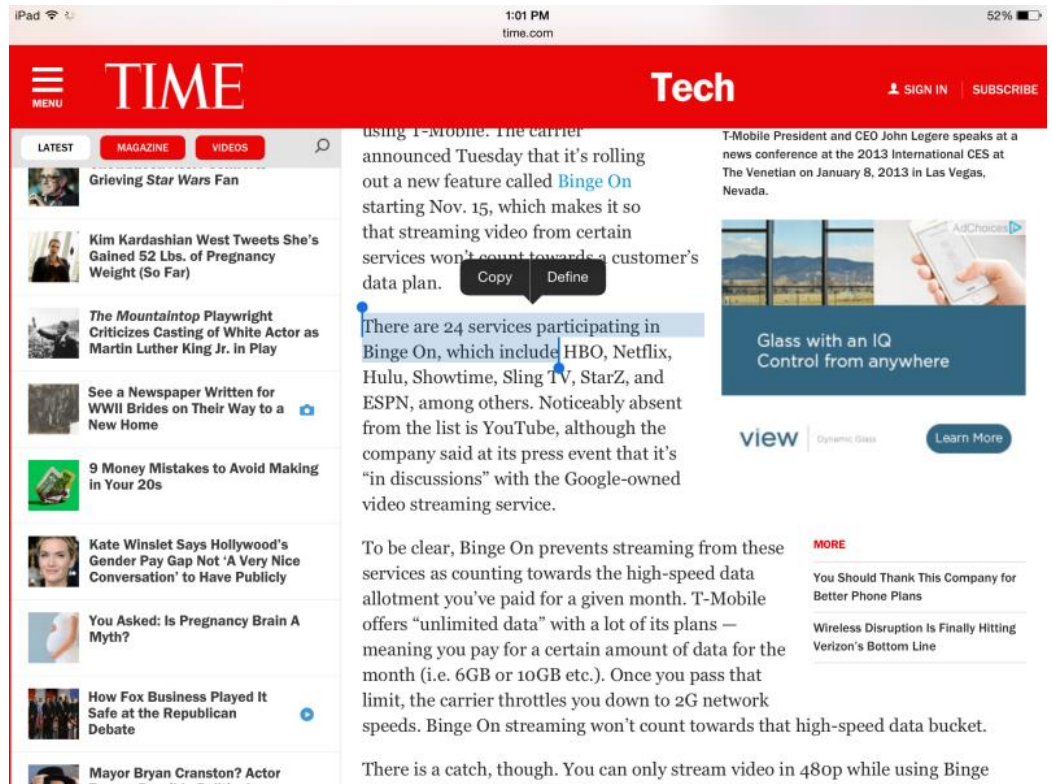 iPad
1:01 PM
52%
time.com
MENU
TIME
Tech
SIGN IN
SUBSCRIBE
LATEST
MAGAZINE
VIDEOS
Grieving Star Wars Fan
Kim Kardashian West Tweets She's
Gained 52 Lbs. of Pregnancy
Weight (So Far)
The Mountaintop Playwright
Criticizes Casting of White Actor as
Martin Luther King Jr. in Play
See a Newspaper Written for
WWII Brides on Their Way to a
New Home
9 Money Mistakes to Avoid Making
in Your 20s
Kate Winslet Says Hollywood's
Gender Pay Gap Not 'A Very Nice
Conversation' to Have Publicly
You Asked: Is Pregnancy Brain A
Myth?
How Fox Business Played It
Safe at the Republican
Debate
Mayor Bryan Cranston? Actor
using T-Mobile. The carrier
announced Tuesday that it's rolling
out a new feature called Binge On
starting Nov. 15, which makes it so
that streaming video from certain
services won't count towards a customer's
data plan.
Copy
Define
There are 24 services participating in
Binge On, which include HBO, Netflix,
Hulu, Showtime, Sling TV, StarZ, and
ESPN, among others. Noticeably absent
from the list is YouTube, although the
company said at its press event that it's
“in discussions” with the Google-owned
video streaming service.
To be clear, Binge On prevents streaming from these
services as counting towards the high-speed data
allotment you've paid for a given month. T-Mobile
offers “unlimited data” with a lot of its plans —
meaning you pay for a certain amount of data for the
month (i.e. 6GB or 10GB etc.). Once you pass that
limit, the carrier throttles you down to 2G network
speeds. Binge On streaming won't count towards that high-speed data bucket.
There is a catch, though. You can only stream video in 480p while using Binge
T-Mobile President and CEO John Legere speaks at a
news conference at the 2013 International CES at
The Venetian on January 8, 2013 in Las Vegas,
Nevada.
AdChoices
Glass with an IQ
Control from anywhere
view
Dynamic Glass
Learn More
MORE
You Should Thank This Company for
Better Phone Plans
Wireless Disruption Is Finally Hitting
Verizon's Bottom Line